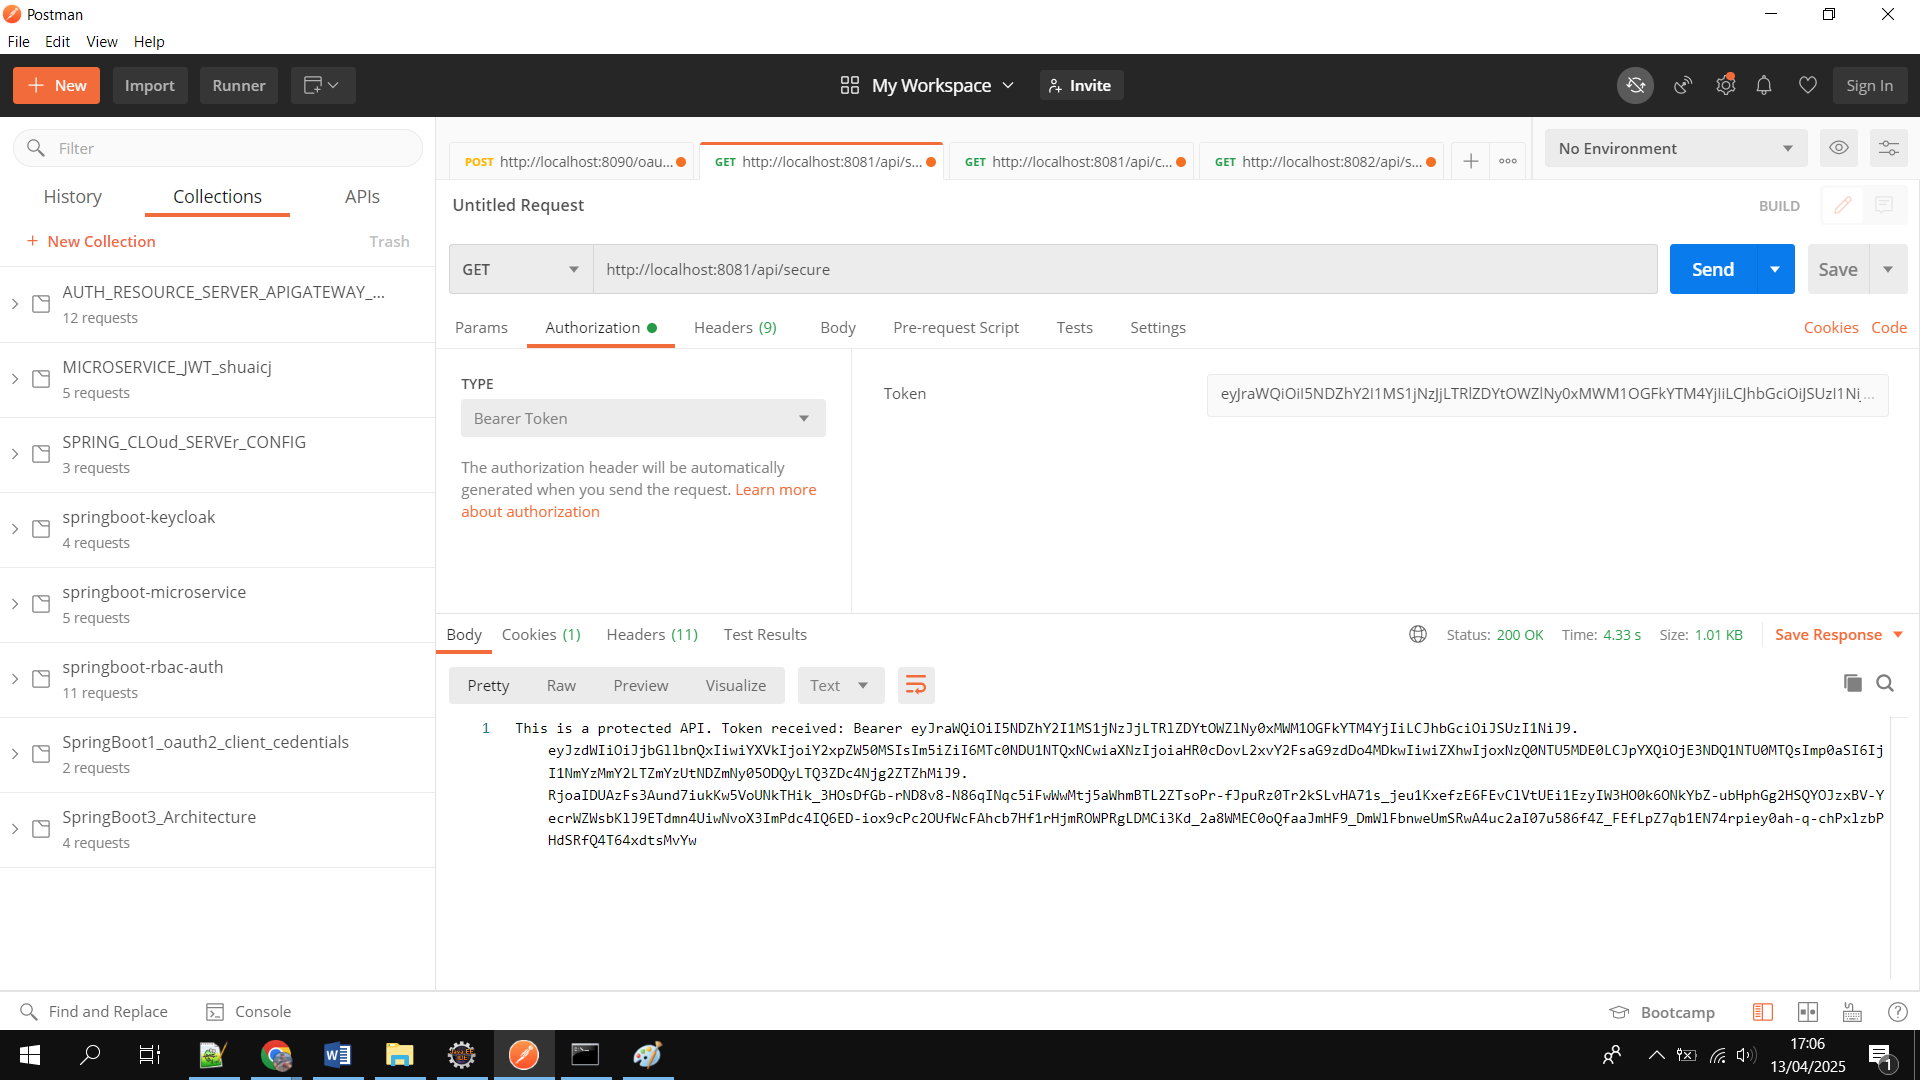 Postman
File Edit View Help
New Import Runner My Workspace Invite Sign In
Filter
History Collections APIs
+ New Collection Trash
AUTH_RESOURCE_SERVER_APIGATEWAY_...
12 requests
MICROSERVICE_JWT_shuaicj
5 requests
SPRING_CLOud_SERVEr_CONFIG
3 requests
springboot-keycloak
4 requests
springboot-microservice
5 requests
springboot-rbac-auth
11 requests
SpringBoot1_oauth2_client_cedentials
2 requests
SpringBoot3_Architecture
4 requests
POST http://localhost:8090/oau... GET http://localhost:8081/api/s... GET http://localhost:8081/api/c... GET http://localhost:8082/api/s... No Environment
Untitled Request BUILD
GET http://localhost:8081/api/secure Send Save
Params Authorization Headers (9) Body Pre-request Script Tests Settings Cookies Code
TYPE
Bearer Token
The authorization header will be automatically
generated when you send the request. Learn more
about authorization
Token eyJraWQiOiI5NDZhY2I1MS1jNzJjLTRlZDYtOWZlNy0xMWM1OGFkYTM4YjIiLCJhbGciOiJSUzI1Ni...
Body Cookies (1) Headers (11) Test Results Status: 200 OK Time: 4.33 s Size: 1.01 KB Save Response
Pretty Raw Preview Visualize Text
1 This is a protected API. Token received: Bearer eyJraWQiOiI5NDZhY2I1MS1jNzJjLTRlZDYtOWZlNy0xMWM1OGFkYTM4YjIiLCJhbGciOiJSUzI1NiJ9.
eyJzdWIiOiJjbGllbnQxIiwiYXVkIjoiY2xpZW50MSIsIm5iZiI6MTc0NDU1NTQxNCwiaXNzIjoiaHR0cDovL2xvY2FsaG9zdDo4MDkwIiwiZXhwIjoxNzQ0NTU5MDE0LCJpYXQiOjE3NDQ1NTU0MTQsImp0aSI6Ij
I1NmYzMmY2LTZmYzUtNDZmNy05ODQyLTQ3ZDc4Njg2ZTZhMiJ9.
RjoaIDUAzFs3Aund7iukKw5VoUNkTHik_3HOsDfGb-rND8v8-N86qINqc5iFwWwMtj5aWhmBTL2ZTsoPr-fJpuRz0Tr2kSLvHA71s_jeu1KxefzE6FEvClVtUEi1EzyIW3HO0k6ONkYbZ-ubHphGg2HSQYOJzxBV-Y
ecrWZWsbKlJ9ETdmn4UiwNvoX3ImPdc4IQ6ED-iox9cPc2OUfWcFAhcb7Hf1rHjmROWPRgLDMCi3Kd_2a8WMEC0oQfaaJmHF9_DmWlFbnweUmSRwA4uc2aI07u586f4Z_FEfLpZ7qb1EN74rpiey0ah-q-chPxlzbP
HdSRfQ4T64xdtsMvYw
Find and Replace Console Bootcamp
17:06
13/04/2025
1